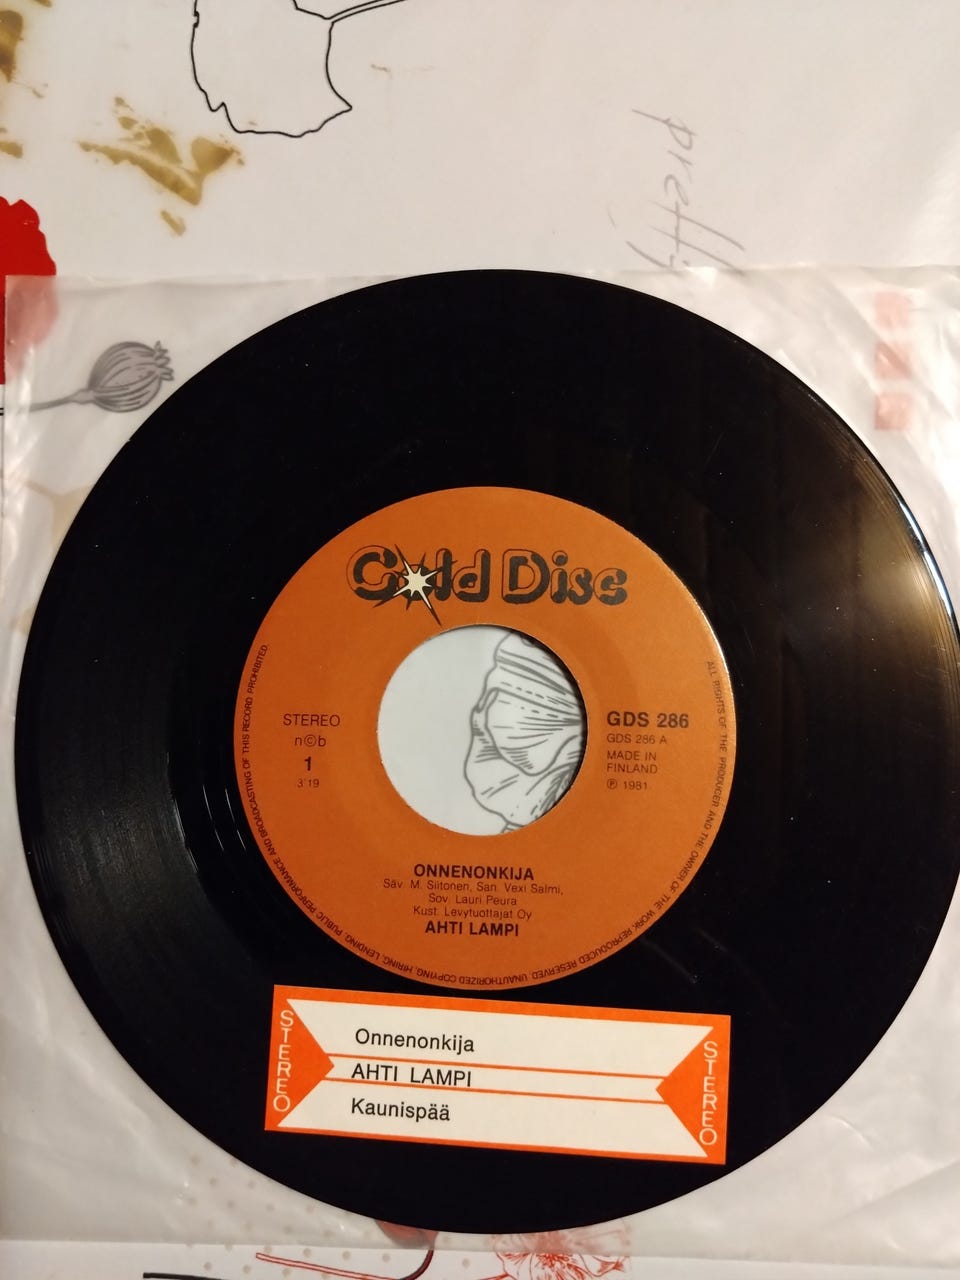 pretty
Gold Disc
STEREO
n©b
1
3'19
GDS 286
GDS 286 A
MADE IN
FINLAND
℗ 1981
ONNENONKIJA
Säv. M. Siitonen, San. Vexi Salmi,
Sov. Lauri Peura
Kust. Levytuottajat Oy
AHTI LAMPI
ALL RIGHTS OF THE PRODUCER AND THE OWNER OF THE WORK REPRODUCED RESERVED. UNAUTHORIZED COPYING, HIRING, LENDING, PUBLIC PERFORMANCE AND BROADCASTING OF THIS RECORD PROHIBITED.
STEREO
Onnenonkija
AHTI LAMPI
Kaunispää
STEREO